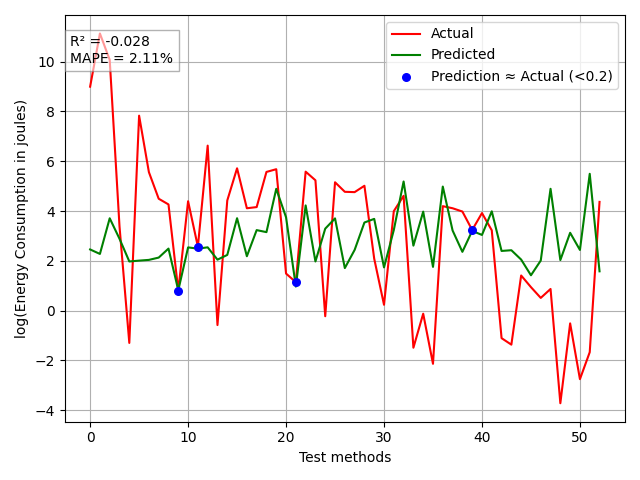 R² = -0.028
MAPE = 2.11%
Actual
Predicted
Prediction ≈ Actual (<0.2)
log(Energy Consumption in joules)
10
8
6
4
2
0
−2
−4
0
10
20
30
40
50
Test methods